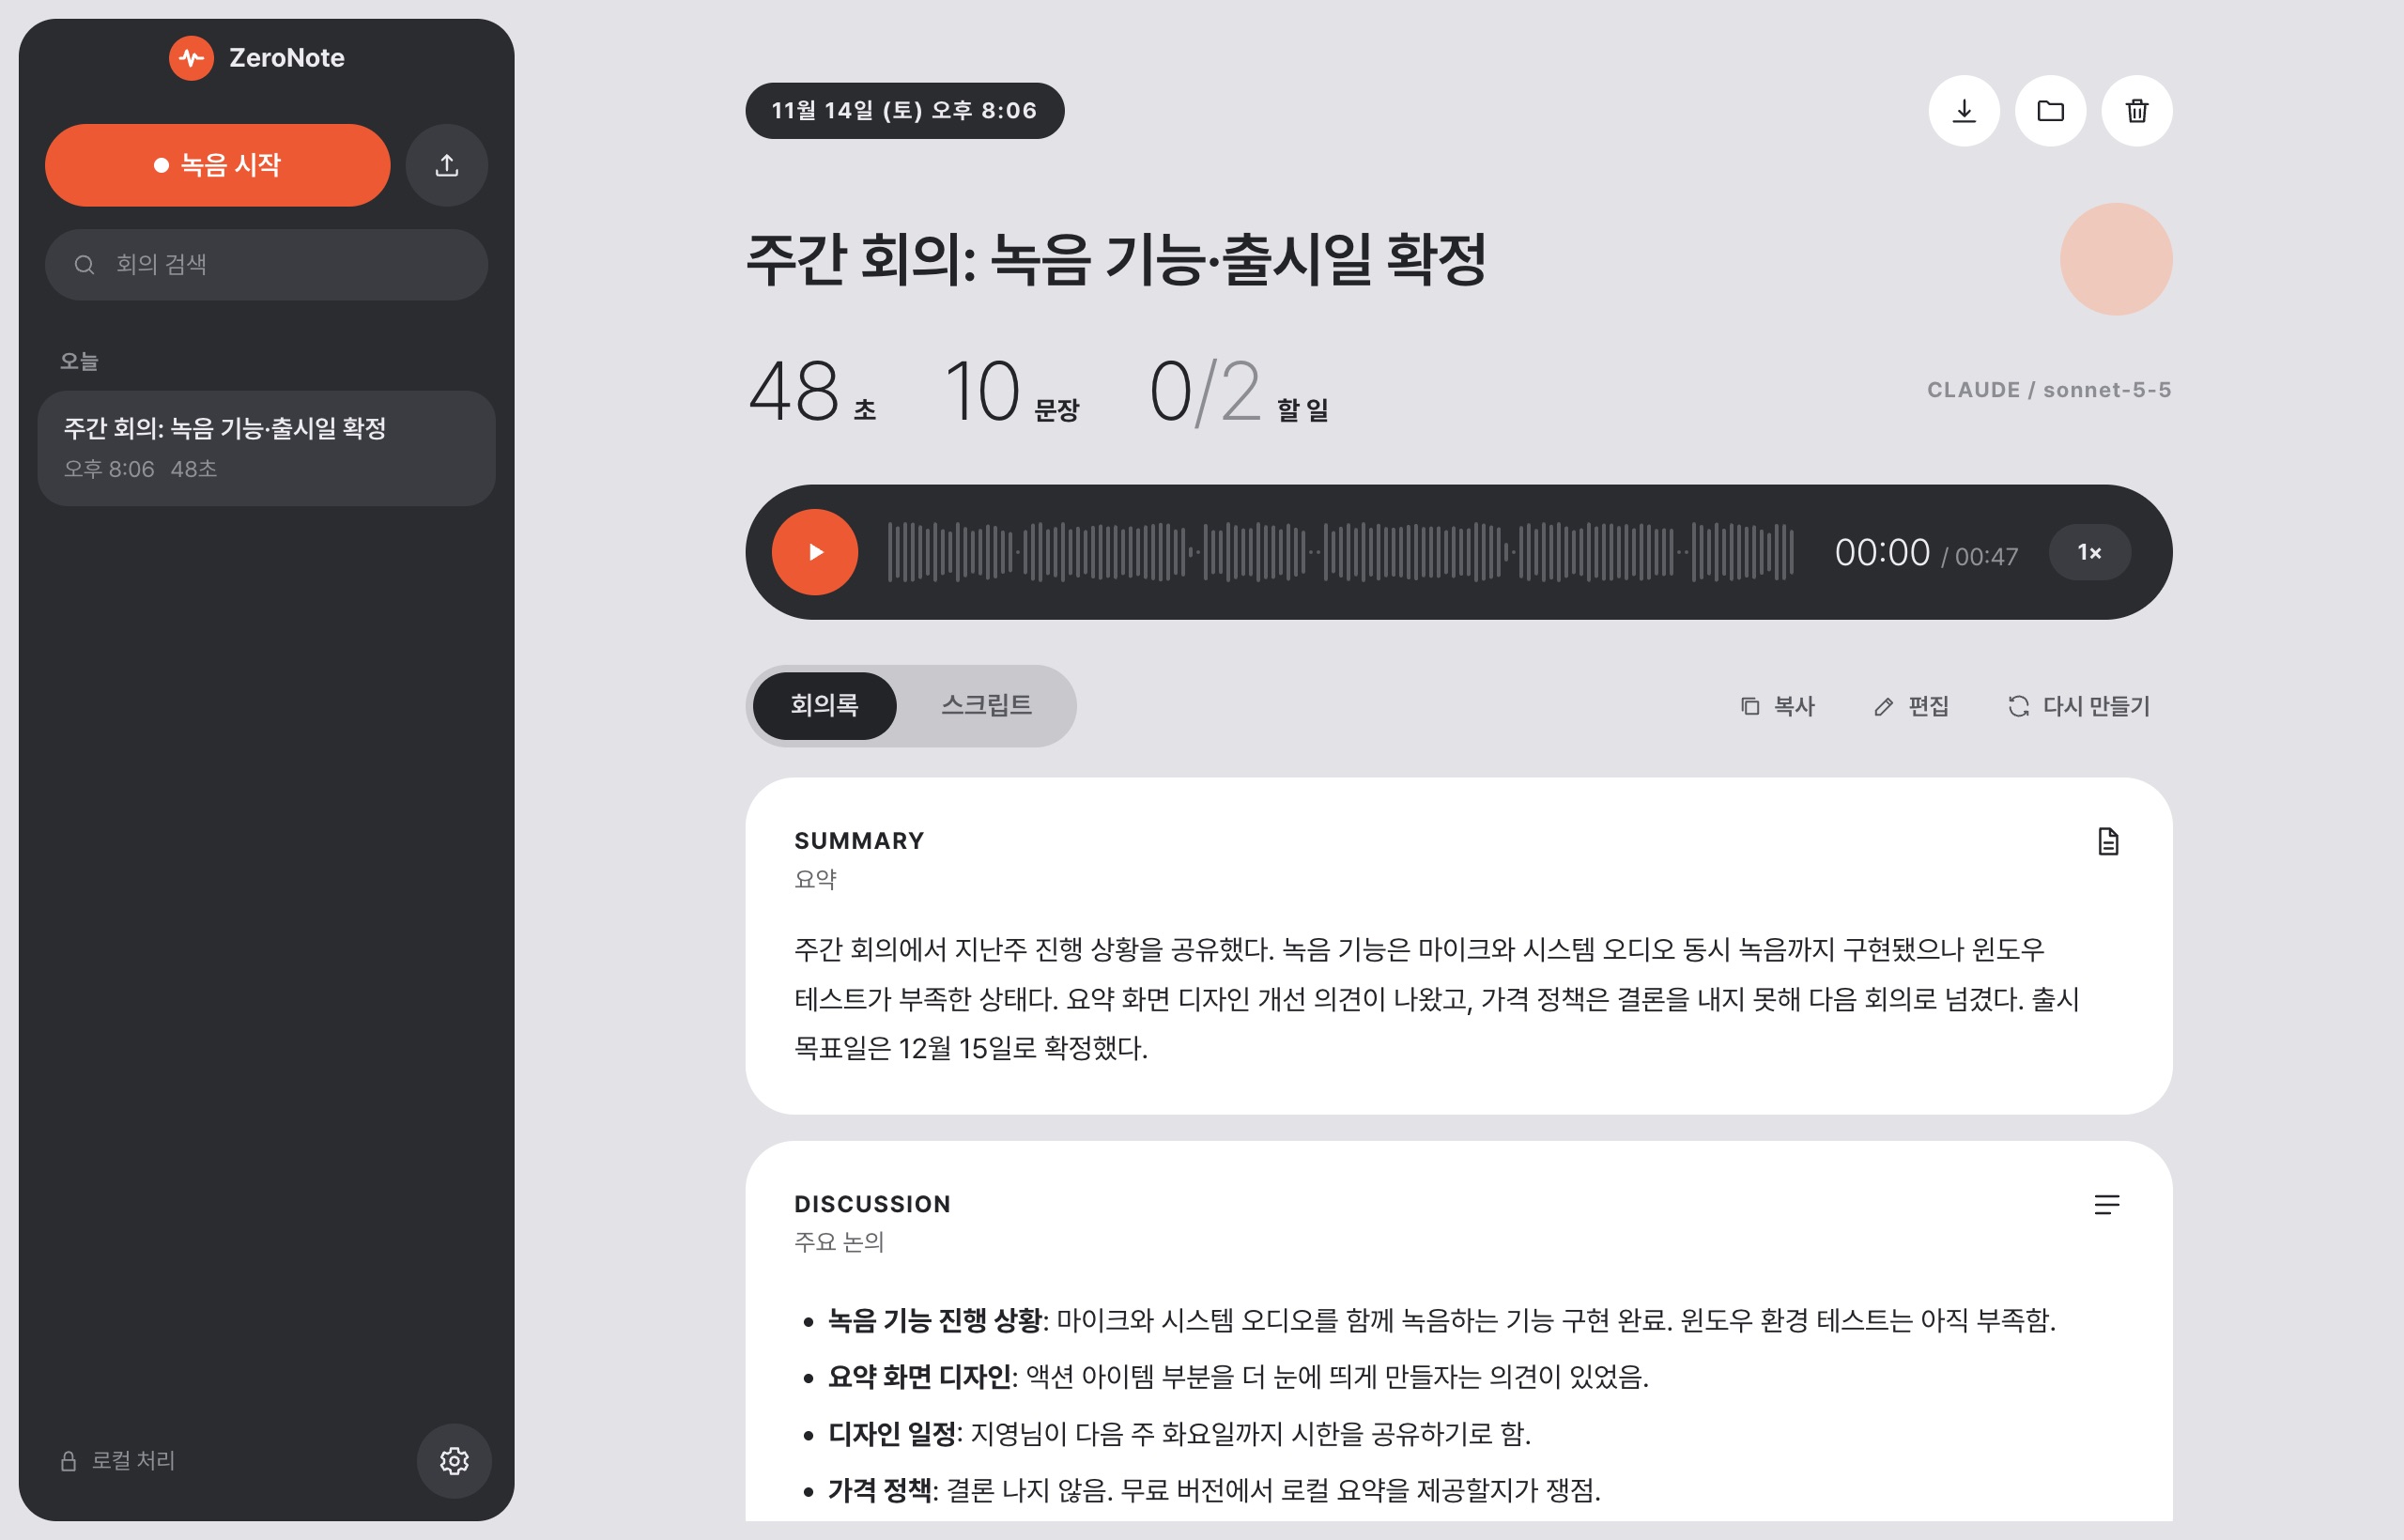 ZeroNote
녹음 시작
회의 검색
오늘
주간 회의: 녹음 기능·출시일 확정
오후 8:06 48초
로컬 처리
11월 14일 (토) 오후 8:06
주간 회의: 녹음 기능·출시일 확정
48 초 10 문장 0/2 할 일
CLAUDE / sonnet-5-5
00:00 / 00:47 1×
회의록 스크립트
복사 편집 다시 만들기
SUMMARY
요약
주간 회의에서 지난주 진행 상황을 공유했다. 녹음 기능은 마이크와 시스템 오디오 동시 녹음까지 구현됐으나 윈도우
테스트가 부족한 상태다. 요약 화면 디자인 개선 의견이 나왔고, 가격 정책은 결론을 내지 못해 다음 회의로 넘겼다. 출시
목표일은 12월 15일로 확정했다.
DISCUSSION
주요 논의
• 녹음 기능 진행 상황: 마이크와 시스템 오디오를 함께 녹음하는 기능 구현 완료. 윈도우 환경 테스트는 아직 부족함.
• 요약 화면 디자인: 액션 아이템 부분을 더 눈에 띄게 만들자는 의견이 있었음.
• 디자인 일정: 지영님이 다음 주 화요일까지 시한을 공유하기로 함.
• 가격 정책: 결론 나지 않음. 무료 버전에서 로컬 요약을 제공할지가 쟁점.